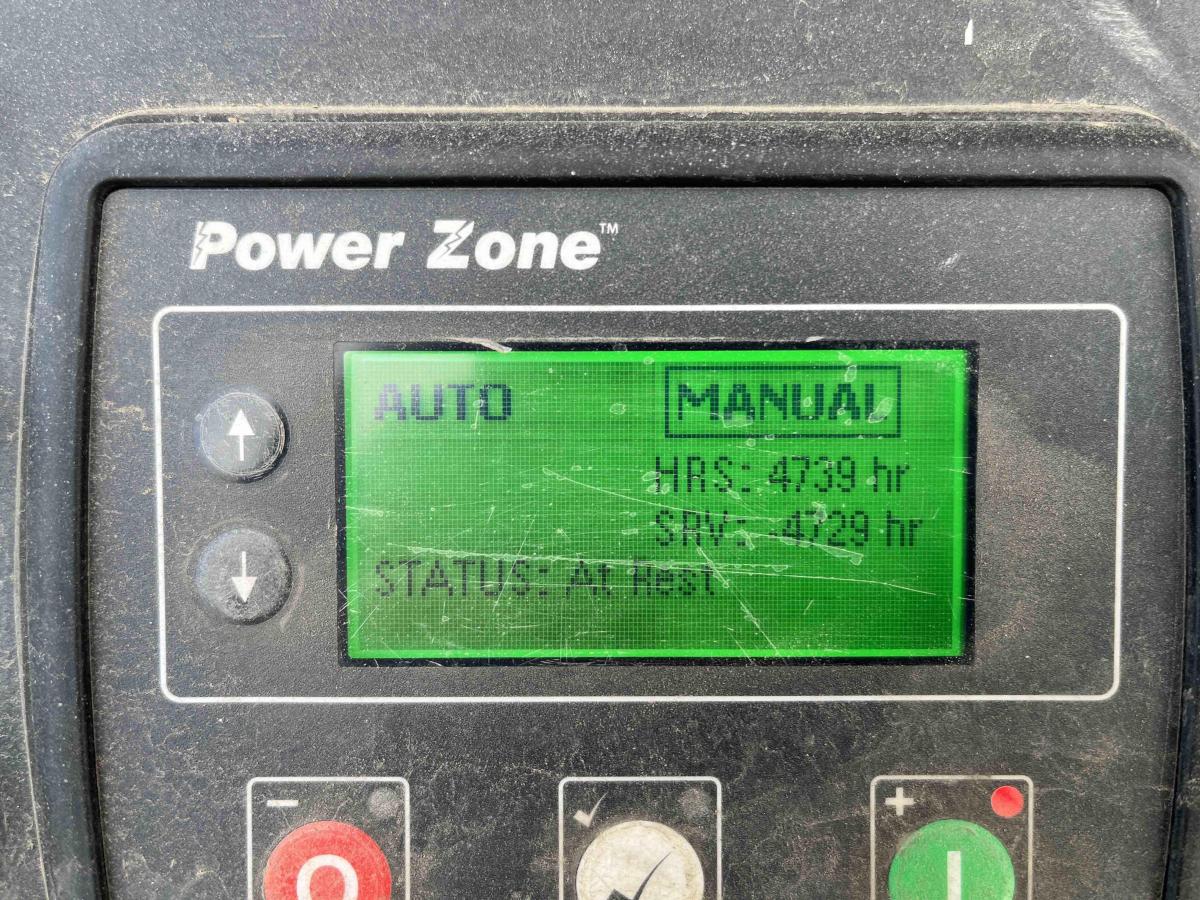 Power Zone™
AUTO MANUAL
HRS: 4739 hr
SRV: -4729 hr
STATUS: At Rest